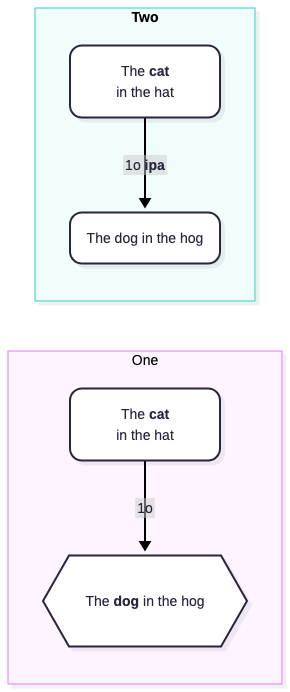 Two
The cat
in the hat
1o ipa
The dog in the hog
One
The cat
in the hat
1o
The dog in the hog